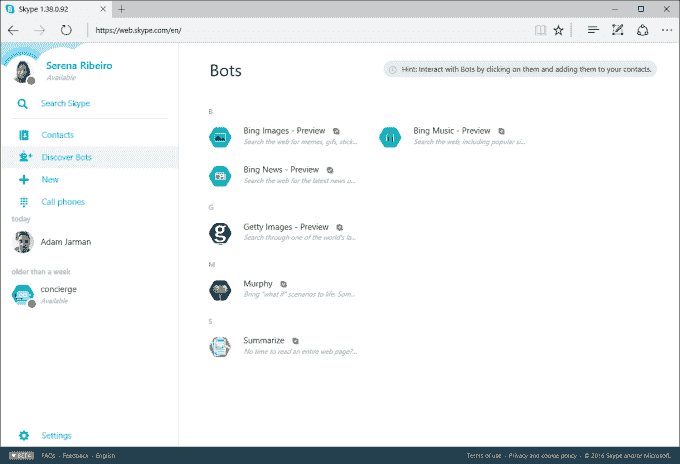 Skype 1.38.0.92
https://web.skype.com/en/
Serena Ribeiro
Available
Search Skype
Contacts
Discover Bots
New
Call phones
today
Adam Jarman
older than a week
concierge
Available
Settings
Bots
Hint: Interact with Bots by clicking on them and adding them to your contacts.
B
Bing Images - Preview
Search the web for memes, gifs, stick...
Bing Music - Preview
Search the web, including popular si...
Bing News - Preview
Search the web for the latest news u...
G
Getty Images - Preview
Search through one of the world's la...
M
Murphy
Bring "what if" scenarios to life. Som...
S
Summarize
No time to read an entire web page?...
BETA FAQs · Feedback · English
Terms of use · Privacy and cookie policy · © 2016 Skype and/or Microsoft.